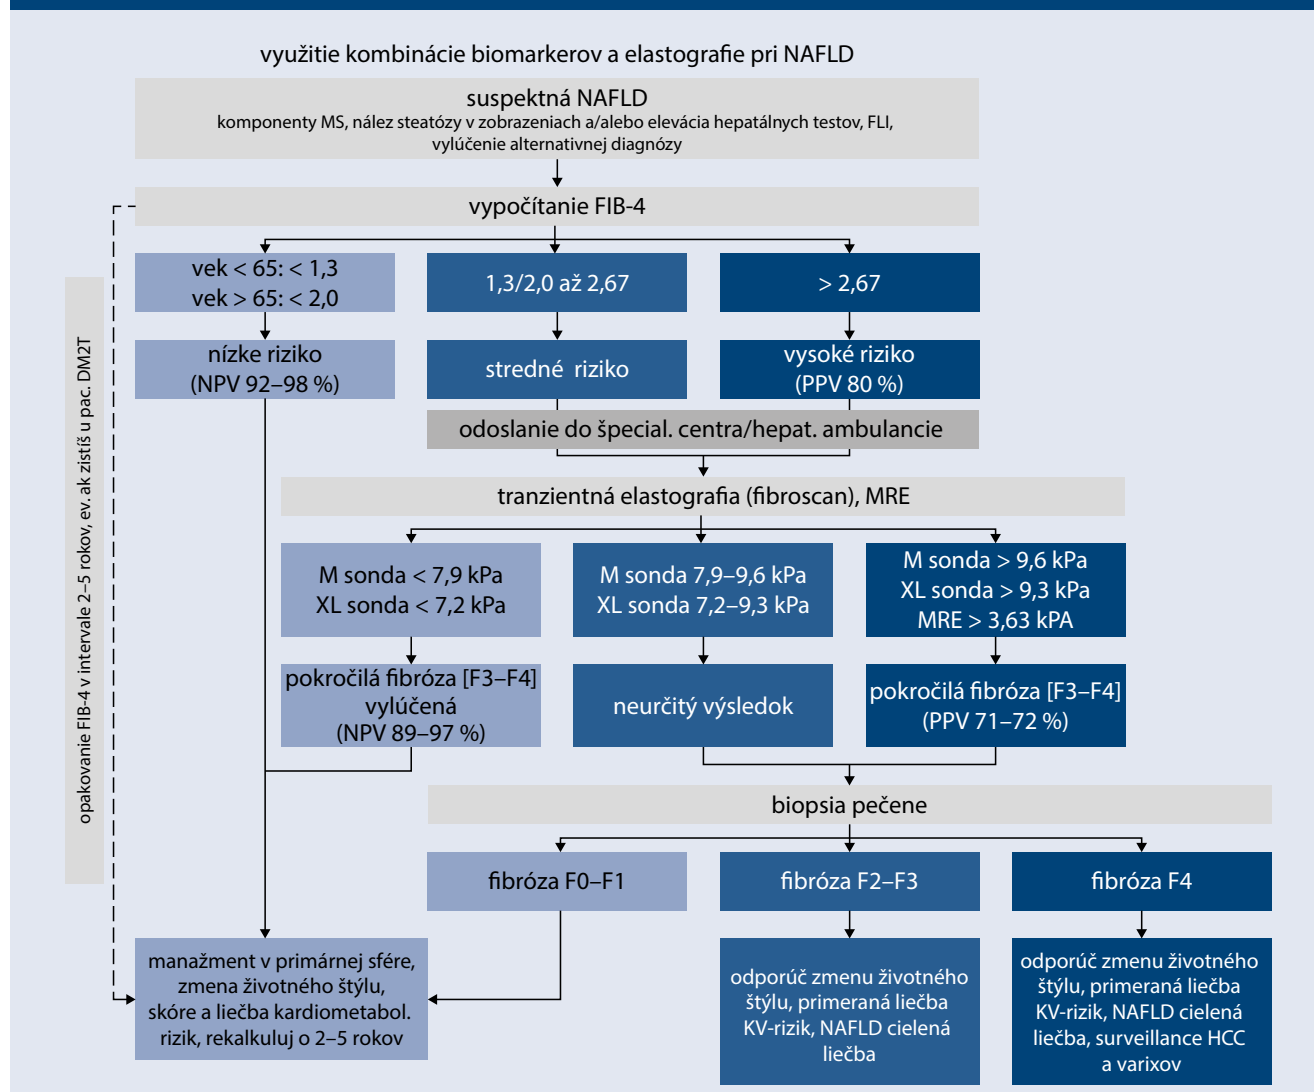 využitie kombinácie biomarkerov a elastografie pri NAFLD
suspektná NAFLD
komponenty MS, nález steatózy v zobrazeniach a/alebo elevácia hepatálnych testov, FLI,
vylúčenie alternatívnej diagnózy
vypočítanie FIB-4
vek < 65: < 1,3
vek > 65: < 2,0
1,3/2,0 až 2,67
> 2,67
nízke riziko
(NPV 92–98 %)
stredné riziko
vysoké riziko
(PPV 80 %)
odoslanie do špecial. centra/hepat. ambulancie
opakovanie FIB-4 v intervale 2–5 rokov, ev. ak zistíš u pac. DM2T
tranzientná elastografia (fibroscan), MRE
M sonda < 7,9 kPa
XL sonda < 7,2 kPa
M sonda 7,9–9,6 kPa
XL sonda 7,2–9,3 kPa
M sonda > 9,6 kPa
XL sonda > 9,3 kPa
MRE > 3,63 kPA
pokročilá fibróza [F3–F4]
vylúčená
(NPV 89–97 %)
neurčitý výsledok
pokročilá fibróza [F3–F4]
(PPV 71–72 %)
biopsia pečene
fibróza F0–F1
fibróza F2–F3
fibróza F4
manažment v primárnej sfére,
zmena životného štýlu,
skóre a liečba kardiometabol.
rizik, rekalkuluj o 2–5 rokov
odporúč zmenu životného
štýlu, primeraná liečba
KV-rizik, NAFLD cielená
liečba
odporúč zmenu životného
štýlu, primeraná liečba
KV-rizik, NAFLD cielená
liečba, surveillance HCC
a varixov